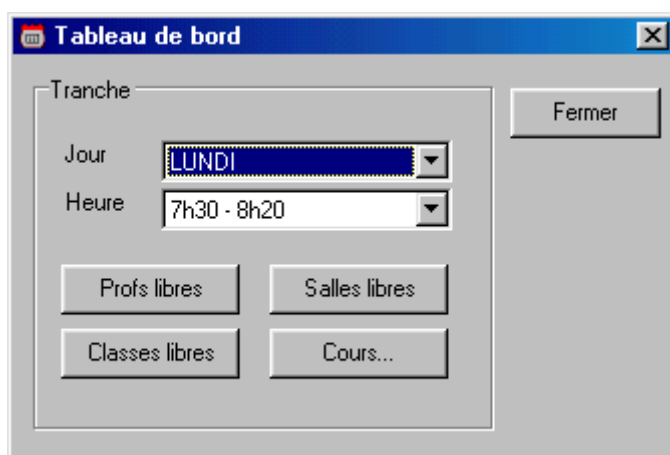 Tableau de bord
Tranche
Fermer
Jour
LUNDI
Heure
7h30 - 8h20
Profs libres
Salles libres
Classes libres
Cours...